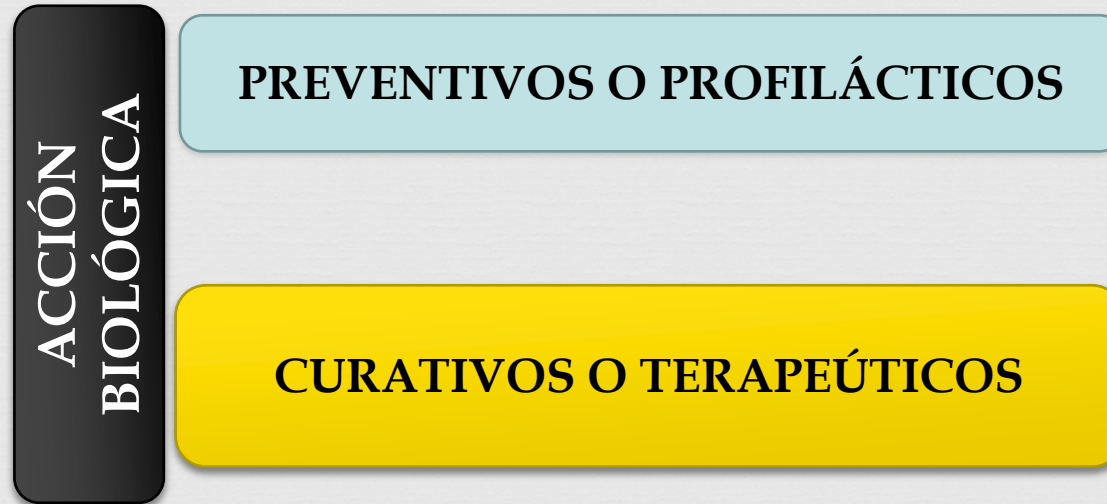 ACCIÓN
BIOLÓGICA
PREVENTIVOS O PROFILÁCTICOS
CURATIVOS O TERAPEÚTICOS